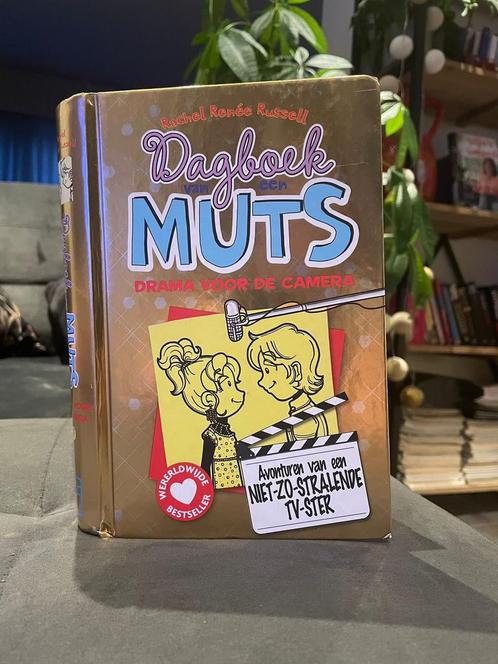 Rachel Renée Russell
Dagboek
van een
MUTS
DRAMA VOOR DE CAMERA
WERELDWIJDE
BESTSELLER
Avonturen van een
NIET-ZO-STRALENDE
TV-STER